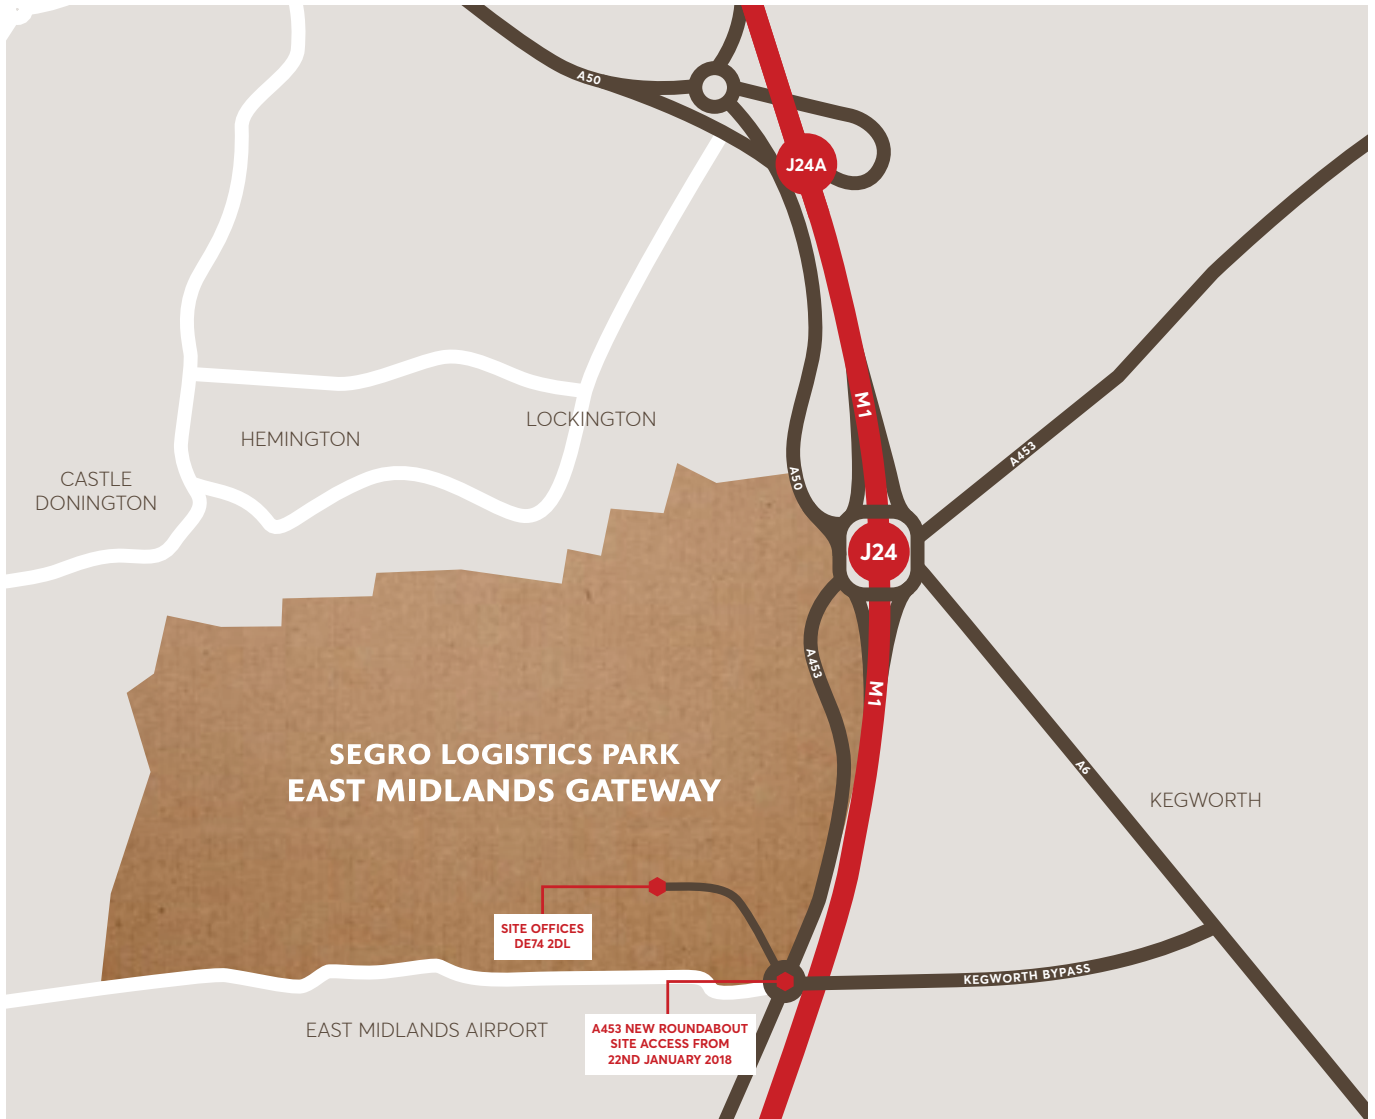 A50
J24A
M1
LOCKINGTON
HEMINGTON
A453
CASTLE
DONINGTON
A50
J24
A453
M1
SEGRO LOGISTICS PARK
EAST MIDLANDS GATEWAY
A6
KEGWORTH
SITE OFFICES
DE74 2DL
KEGWORTH BYPASS
EAST MIDLANDS AIRPORT
A453 NEW ROUNDABOUT
SITE ACCESS FROM
22ND JANUARY 2018